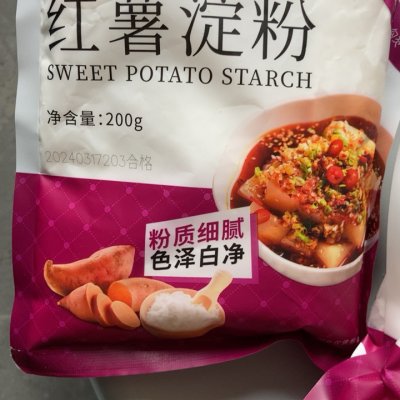 红薯淀粉
SWEET POTATO STARCH
净含量:200g
20240317203合格
粉质细腻
色泽白净